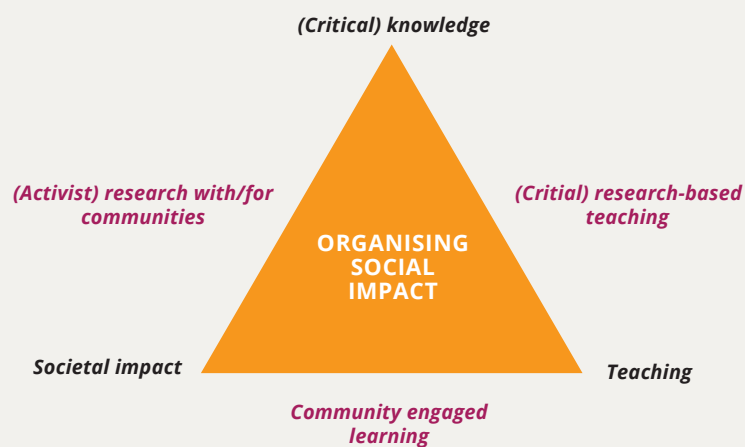 (Critical) knowledge
(Activist) research with/for
communities
(Critial) research-based
teaching
ORGANISING
SOCIAL
IMPACT
Societal impact
Teaching
Community engaged
learning